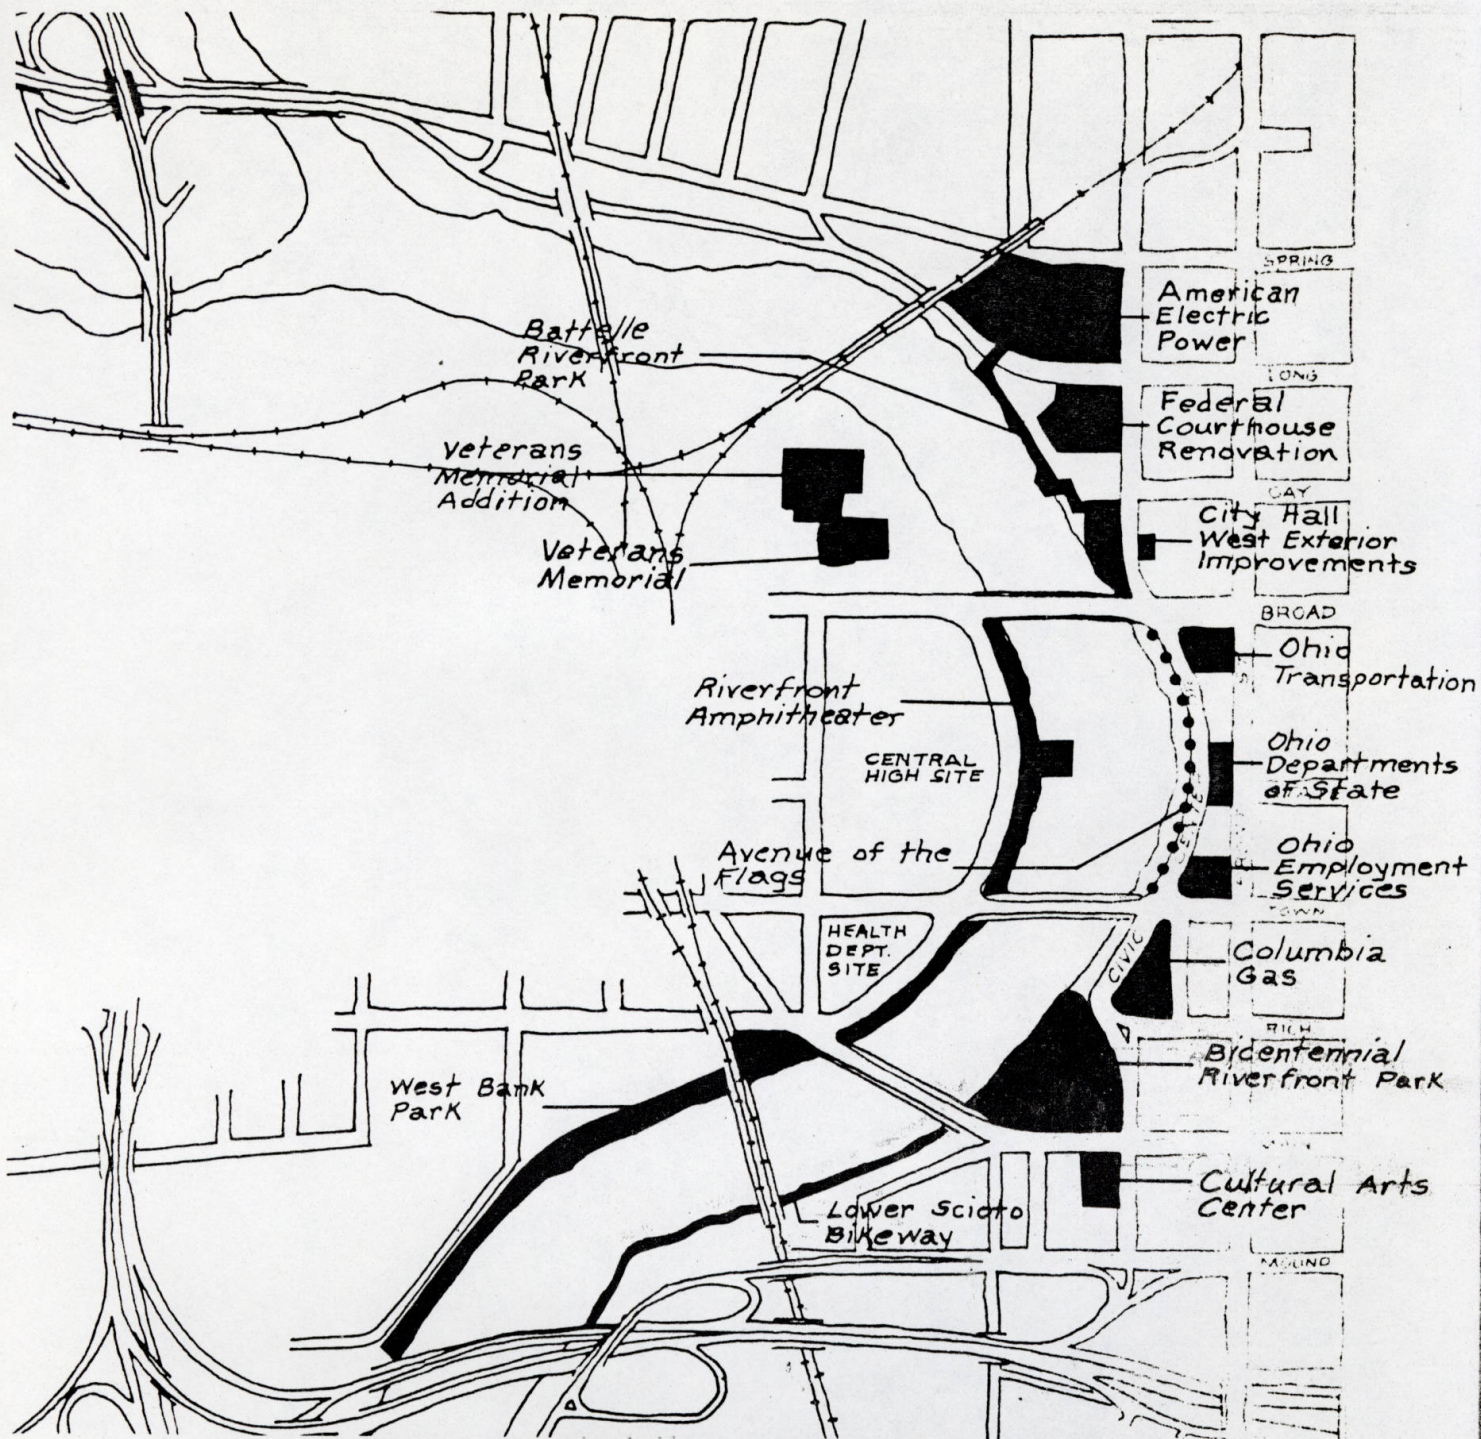 SPRING
American
Electric
Power
Battelle
Riverfront
Park
LONG
Federal
Courthouse
Renovation
Veterans
Memorial
Addition
GAY
City Hall
West Exterior
Improvements
Veterans
Memorial
BROAD
Ohio
Transportation
Riverfront
Amphitheater
CENTRAL
HIGH SITE
Ohio
Departments
of State
Avenue of the
Flags
Ohio
Employment
Services
TOWN
HEALTH
DEPT.
SITE
CIVIC
Columbia
Gas
RICH
Bicentennial
Riverfront Park
West Bank
Park
Cultural Arts
Center
Lower Scioto
Bikeway
MOUND